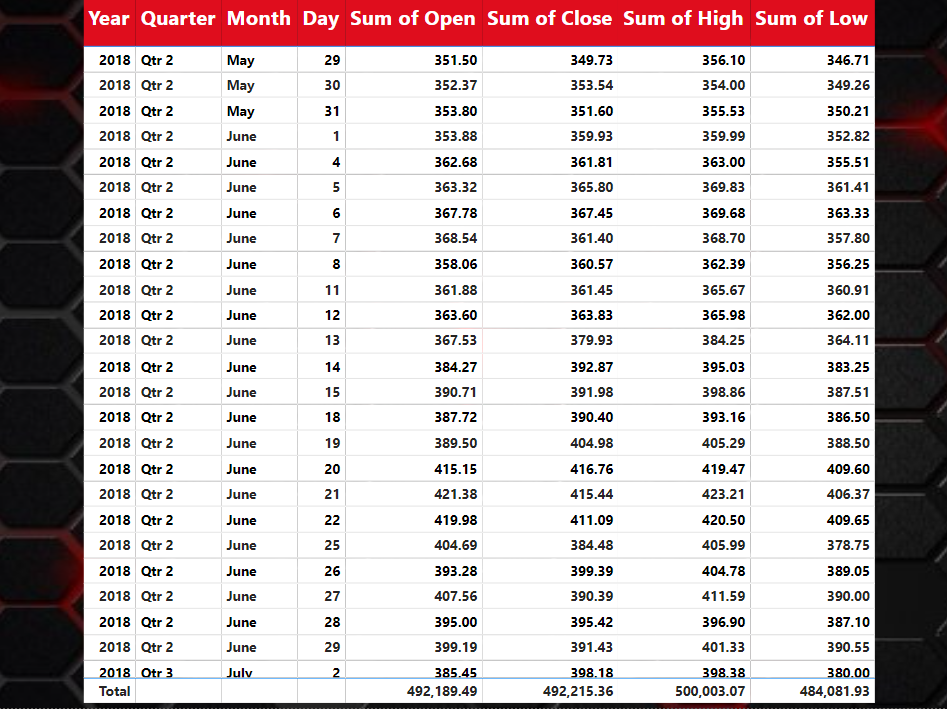 Year Quarter Month Day Sum of Open Sum of Close Sum of High Sum of Low
2018 Qtr 2 May 29 351.50 349.73 356.10 346.71
2018 Qtr 2 May 30 352.37 353.54 354.00 349.26
2018 Qtr 2 May 31 353.80 351.60 355.53 350.21
2018 Qtr 2 June 1 353.88 359.93 359.99 352.82
2018 Qtr 2 June 4 362.68 361.81 363.00 355.51
2018 Qtr 2 June 5 363.32 365.80 369.83 361.41
2018 Qtr 2 June 6 367.78 367.45 369.68 363.33
2018 Qtr 2 June 7 368.54 361.40 368.70 357.80
2018 Qtr 2 June 8 358.06 360.57 362.39 356.25
2018 Qtr 2 June 11 361.88 361.45 365.67 360.91
2018 Qtr 2 June 12 363.60 363.83 365.98 362.00
2018 Qtr 2 June 13 367.53 379.93 384.25 364.11
2018 Qtr 2 June 14 384.27 392.87 395.03 383.25
2018 Qtr 2 June 15 390.71 391.98 398.86 387.51
2018 Qtr 2 June 18 387.72 390.40 393.16 386.50
2018 Qtr 2 June 19 389.50 404.98 405.29 388.50
2018 Qtr 2 June 20 415.15 416.76 419.47 409.60
2018 Qtr 2 June 21 421.38 415.44 423.21 406.37
2018 Qtr 2 June 22 419.98 411.09 420.50 409.65
2018 Qtr 2 June 25 404.69 384.48 405.99 378.75
2018 Qtr 2 June 26 393.28 399.39 404.78 389.05
2018 Qtr 2 June 27 407.56 390.39 411.59 390.00
2018 Qtr 2 June 28 395.00 395.42 396.90 387.10
2018 Qtr 2 June 29 399.19 391.43 401.33 390.55
2018 Qtr 3 July 2 385.45 398.18 398.38 380.00
Total 492,189.49 492,215.36 500,003.07 484,081.93